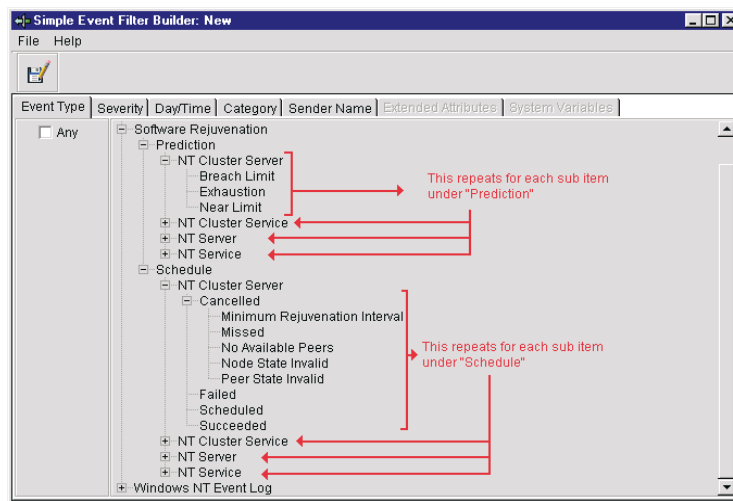 Simple Event Filter Builder: New
File Help
Event Type Severity Day/Time Category Sender Name Extended Attributes System Variables
Any
Software Rejuvenation
Prediction
NT Cluster Server
Breach Limit
Exhaustion
Near Limit
This repeats for each sub item
under "Prediction"
NT Cluster Service
NT Server
NT Service
Schedule
NT Cluster Server
Cancelled
Minimum Rejuvenation Interval
Missed
No Available Peers
Node State Invalid
Peer State Invalid
This repeats for each sub item
under "Schedule"
Failed
Scheduled
Succeeded
NT Cluster Service
NT Server
NT Service
Windows NT Event Log